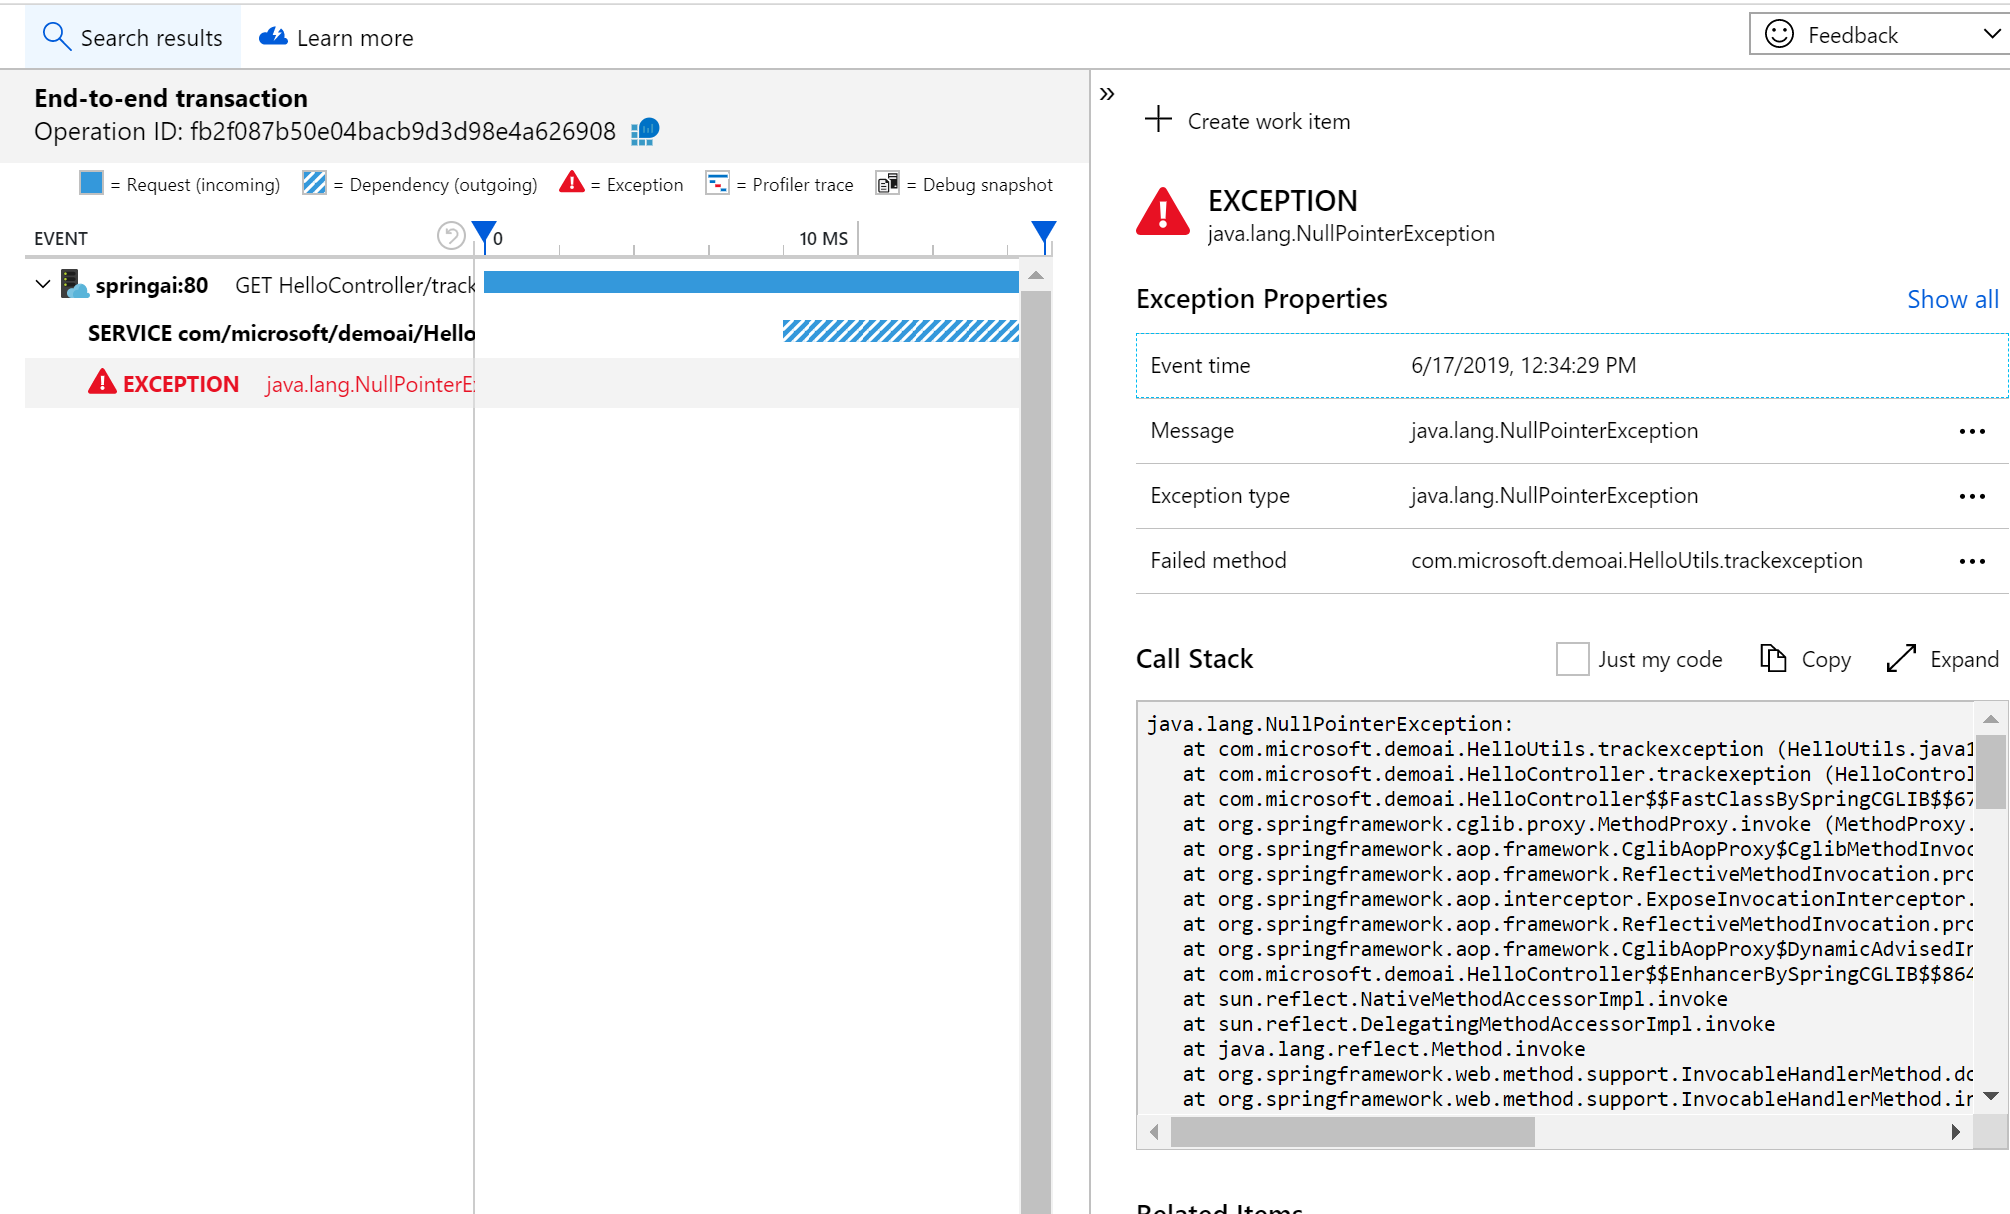 Search results
Learn more
Feedback
End-to-end transaction
Operation ID: fb2f087b50e04bacb9d3d98e4a626908
= Request (incoming)
= Dependency (outgoing)
= Exception
= Profiler trace
= Debug snapshot
EVENT
0
10 MS
springai:80
GET HelloController/track
SERVICE com/microsoft/demoai/Hello
EXCEPTION
java.lang.NullPointerE
Create work item
EXCEPTION
java.lang.NullPointerException
Exception Properties
Show all
Event time
6/17/2019, 12:34:29 PM
Message
java.lang.NullPointerException
Exception type
java.lang.NullPointerException
Failed method
com.microsoft.demoai.HelloUtils.trackexception
Call Stack
Just my code
Copy
Expand
java.lang.NullPointerException:
at com.microsoft.demoai.HelloUtils.trackexception (HelloUtils.java1
at com.microsoft.demoai.HelloController.trackexeption (HelloControl
at com.microsoft.demoai.HelloController$$FastClassBySpringCGLIB$$67
at org.springframework.cglib.proxy.MethodProxy.invoke (MethodProxy.
at org.springframework.aop.framework.CglibAopProxy$CglibMethodInvoc
at org.springframework.aop.framework.ReflectiveMethodInvocation.pro
at org.springframework.aop.interceptor.ExposeInvocationInterceptor.
at org.springframework.aop.framework.ReflectiveMethodInvocation.pro
at org.springframework.aop.framework.CglibAopProxy$DynamicAdvisedIn
at com.microsoft.demoai.HelloController$$EnhancerBySpringCGLIB$$864
at sun.reflect.NativeMethodAccessorImpl.invoke
at sun.reflect.DelegatingMethodAccessorImpl.invoke
at java.lang.reflect.Method.invoke
at org.springframework.web.method.support.InvocableHandlerMethod.do
at org.springframework.web.method.support.InvocableHandlerMethod.in
Related Items